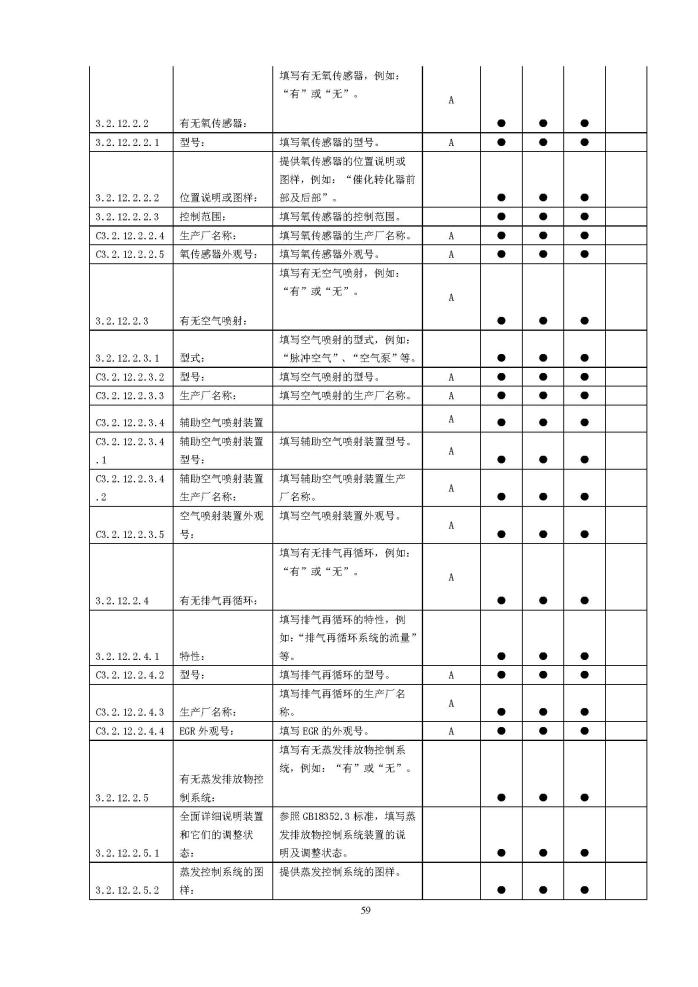 填写有无氧传感器，例如：
“有”或“无”。
A
3.2.12.2.2 有无氧传感器： ● ● ●
3.2.12.2.2.1 型号： 填写氧传感器的型号。 A ● ● ●
提供氧传感器的位置说明或
图样，例如：“催化转化器前
3.2.12.2.2.2 位置说明或图样： 部及后部”。 ● ● ●
3.2.12.2.2.3 控制范围： 填写氧传感器的控制范围。 ● ● ●
C3.2.12.2.2.4 生产厂名称： 填写氧传感器的生产厂名称。 A ● ● ●
C3.2.12.2.2.5 氧传感器外观号： 填写氧传感器外观号。 A ● ● ●
填写有无空气喷射，例如：
“有”或“无”。
A
3.2.12.2.3 有无空气喷射： ● ● ●
填写空气喷射的型式，例如：
3.2.12.2.3.1 型式： “脉冲空气”、“空气泵”等。 ● ● ●
C3.2.12.2.3.2 型号： 填写空气喷射的型号。 A ● ● ●
C3.2.12.2.3.3 生产厂名称： 填写空气喷射的生产厂名称。 A ● ● ●
C3.2.12.2.3.4 辅助空气喷射装置 A ● ● ●
C3.2.12.2.3.4 辅助空气喷射装置 填写辅助空气喷射装置型号。
A
.1 型号： ● ● ●
C3.2.12.2.3.4 辅助空气喷射装置 填写辅助空气喷射装置生产
A
.2 生产厂名称： 厂名称。 ● ● ●
空气喷射装置外观 填写空气喷射装置外观号。
A
C3.2.12.2.3.5 号： ● ● ●
填写有无排气再循环，例如：
“有”或“无”。
A
3.2.12.2.4 有无排气再循环： ● ● ●
填写排气再循环的特性，例
如：“排气再循环系统的流量”
3.2.12.2.4.1 特性： 等。 ● ● ●
C3.2.12.2.4.2 型号： 填写排气再循环的型号。 A ● ● ●
填写排气再循环的生产厂名
A
C3.2.12.2.4.3 生产厂名称： 称。 ● ● ●
C3.2.12.2.4.4 EGR 外观号： 填写 EGR 的外观号。 A ● ● ●
填写有无蒸发排放物控制系
统，例如：“有”或“无”。
有无蒸发排放物控
3.2.12.2.5 制系统： ● ● ●
全面详细说明装置 参照 GB18352.3 标准，填写蒸
和它们的调整状 发排放物控制系统装置的说
3.2.12.2.5.1 态： 明及调整状态。 ● ● ●
蒸发控制系统的图 提供蒸发控制系统的图样。
3.2.12.2.5.2 样： ● ● ●
59